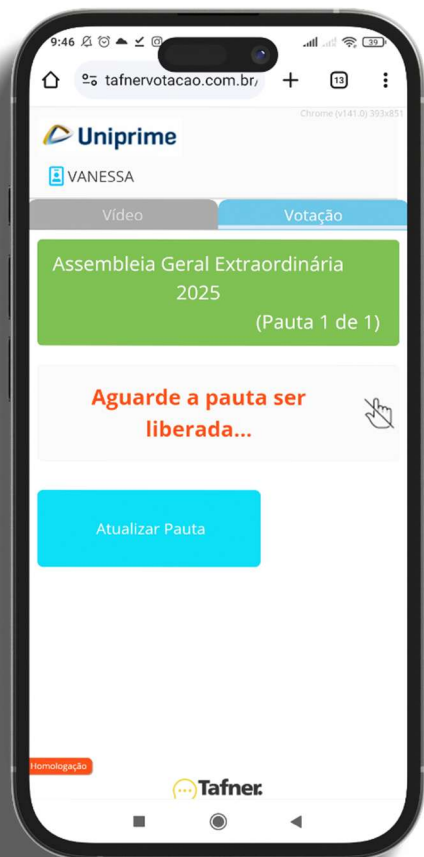 9:46
39
tafnervotacao.com.br/
13
Chrome (v141.0) 393x851
Uniprime
VANESSA
Vídeo
Votação
Assembleia Geral Extraordinária
2025
(Pauta 1 de 1)
Aguarde a pauta ser
liberada...
Atualizar Pauta
Homologação
Tafner.